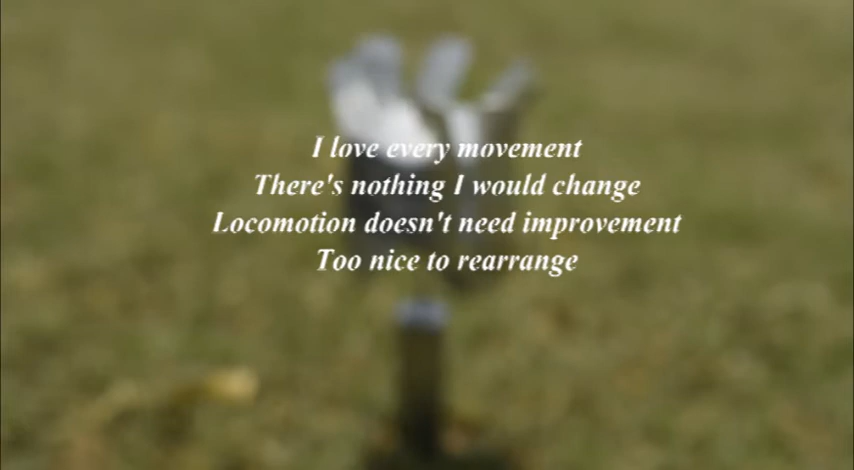 I love every movement
There's nothing I would change
Locomotion doesn't need improvement
Too nice to rearrange